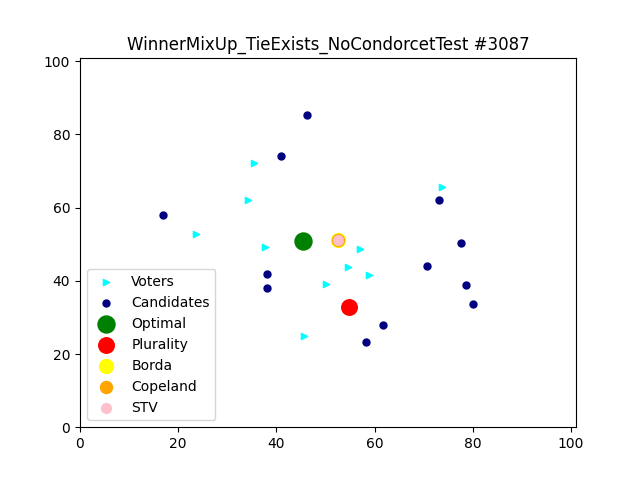 WinnerMixUp_TieExists_NoCondorcetTest #3087
100
80
60
40
20
0
Voters
Candidates
Optimal
Plurality
Borda
Copeland
STV
0 20 40 60 80 100